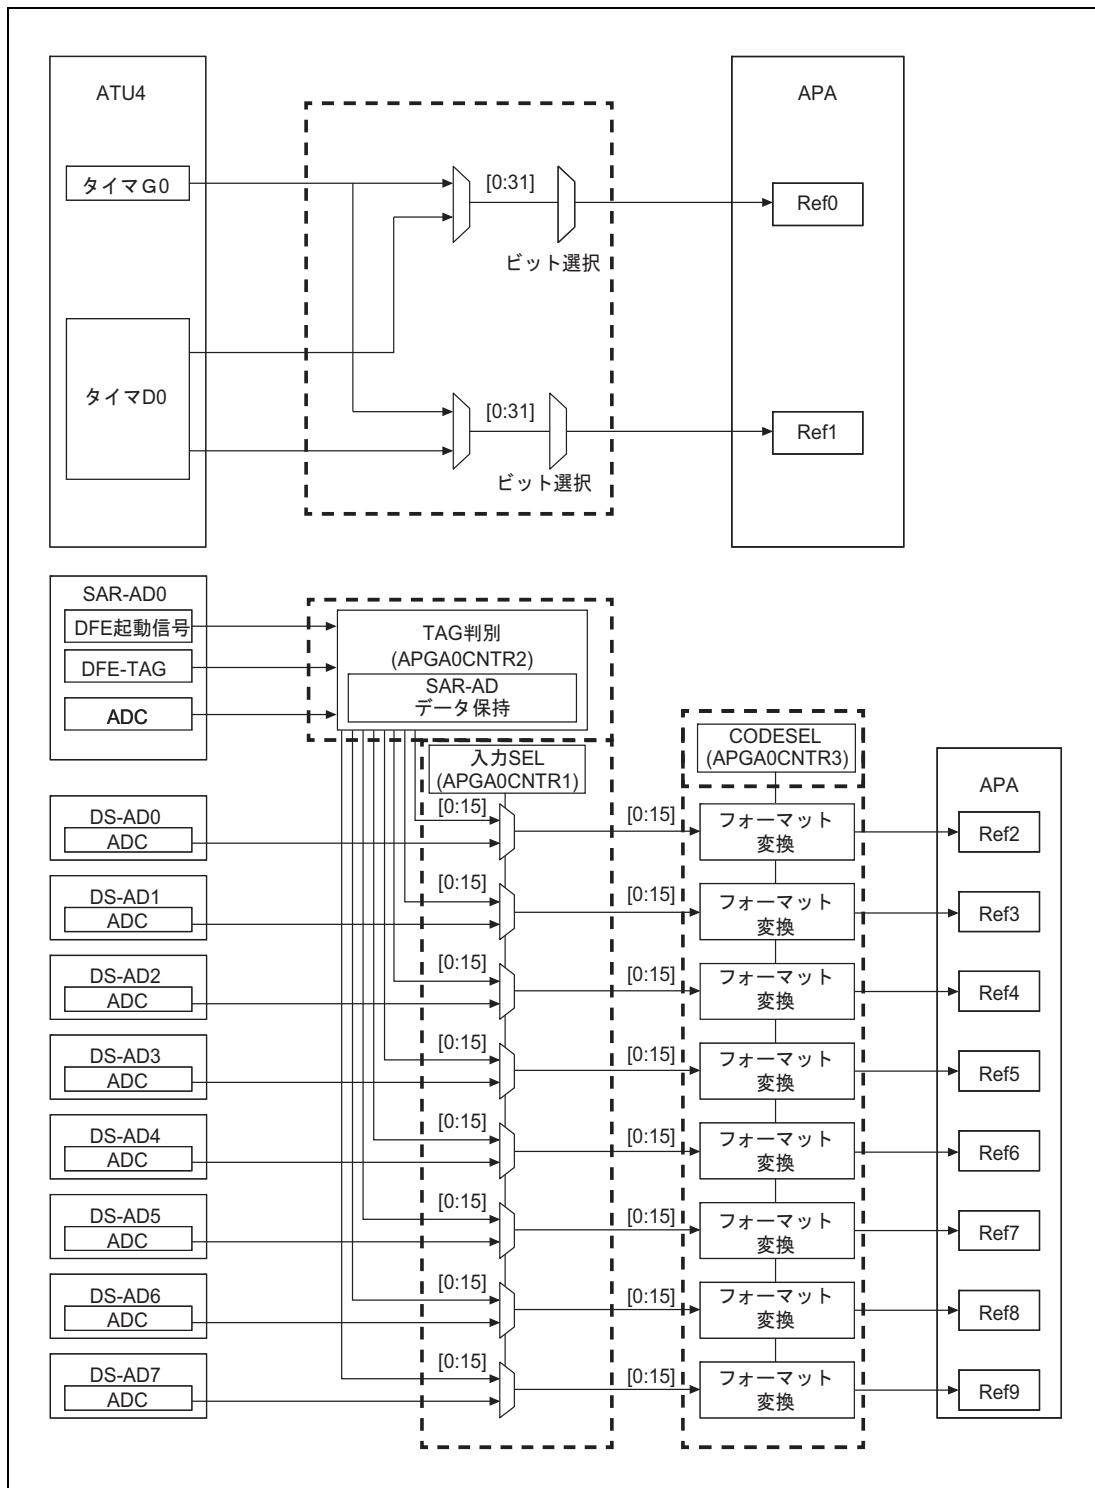 ATU4
APA
タイマG0
[0:31]
Ref0
ビット選択
タイマD0
[0:31]
Ref1
ビット選択
SAR-AD0
DFE起動信号
DFE-TAG
ADC
TAG判別
(APGA0CNTR2)
SAR-AD
データ保持
入力SEL
(APGA0CNTR1)
CODESEL
(APGA0CNTR3)
APA
DS-AD0
ADC
[0:15]
[0:15]
フォーマット
変換
Ref2
DS-AD1
ADC
[0:15]
[0:15]
フォーマット
変換
Ref3
DS-AD2
ADC
[0:15]
[0:15]
フォーマット
変換
Ref4
DS-AD3
ADC
[0:15]
[0:15]
フォーマット
変換
Ref5
DS-AD4
ADC
[0:15]
[0:15]
フォーマット
変換
Ref6
DS-AD5
ADC
[0:15]
[0:15]
フォーマット
変換
Ref7
DS-AD6
ADC
[0:15]
[0:15]
フォーマット
変換
Ref8
DS-AD7
ADC
[0:15]
[0:15]
フォーマット
変換
Ref9